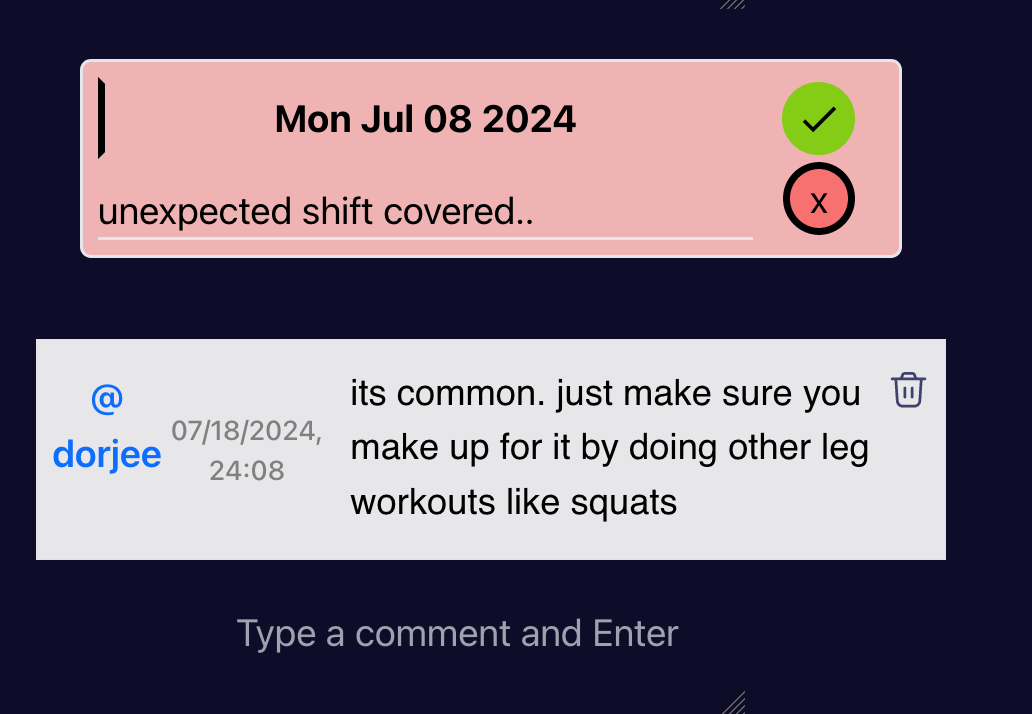 Mon Jul 08 2024
x
unexpected shift covered..
@
dorjee
07/18/2024,
24:08
its common. just make sure you
make up for it by doing other leg
workouts like squats
Type a comment and Enter